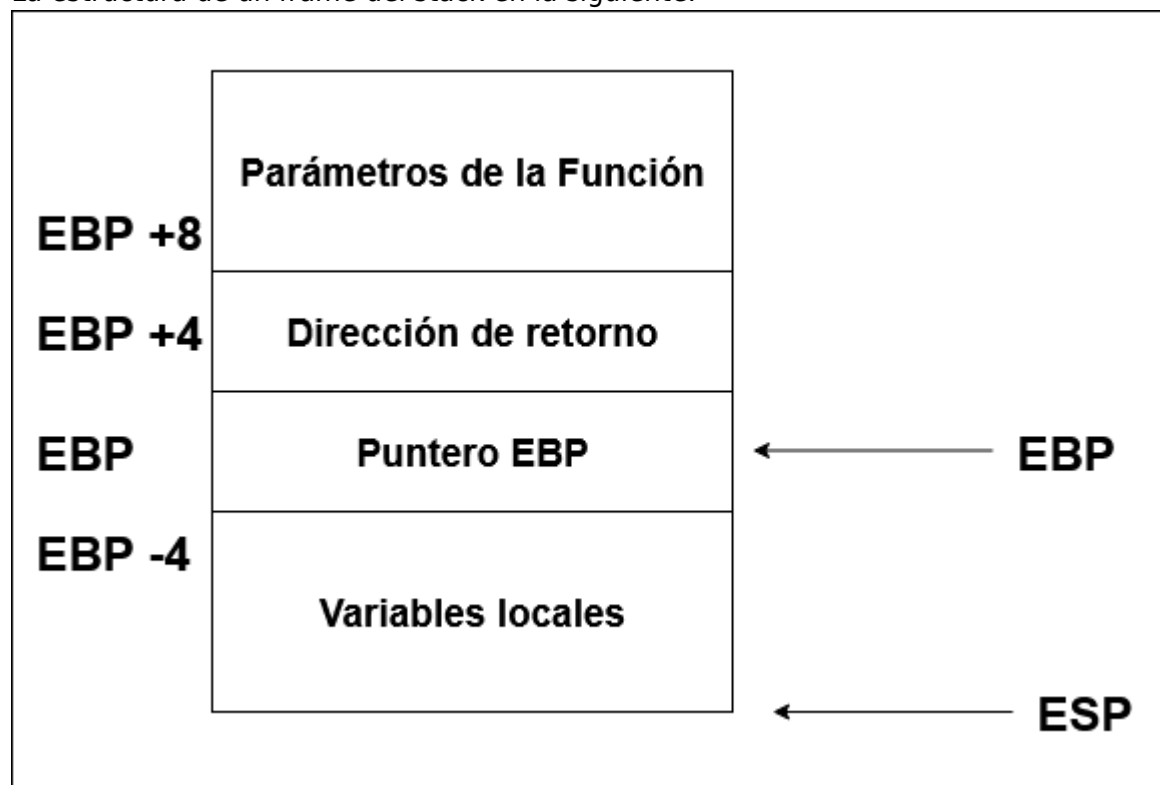 La estructura de un frame del stack en la siguiente:
Parámetros de la Función
EBP +8
EBP +4
Dirección de retorno
EBP
Puntero EBP
EBP
EBP -4
Variables locales
ESP